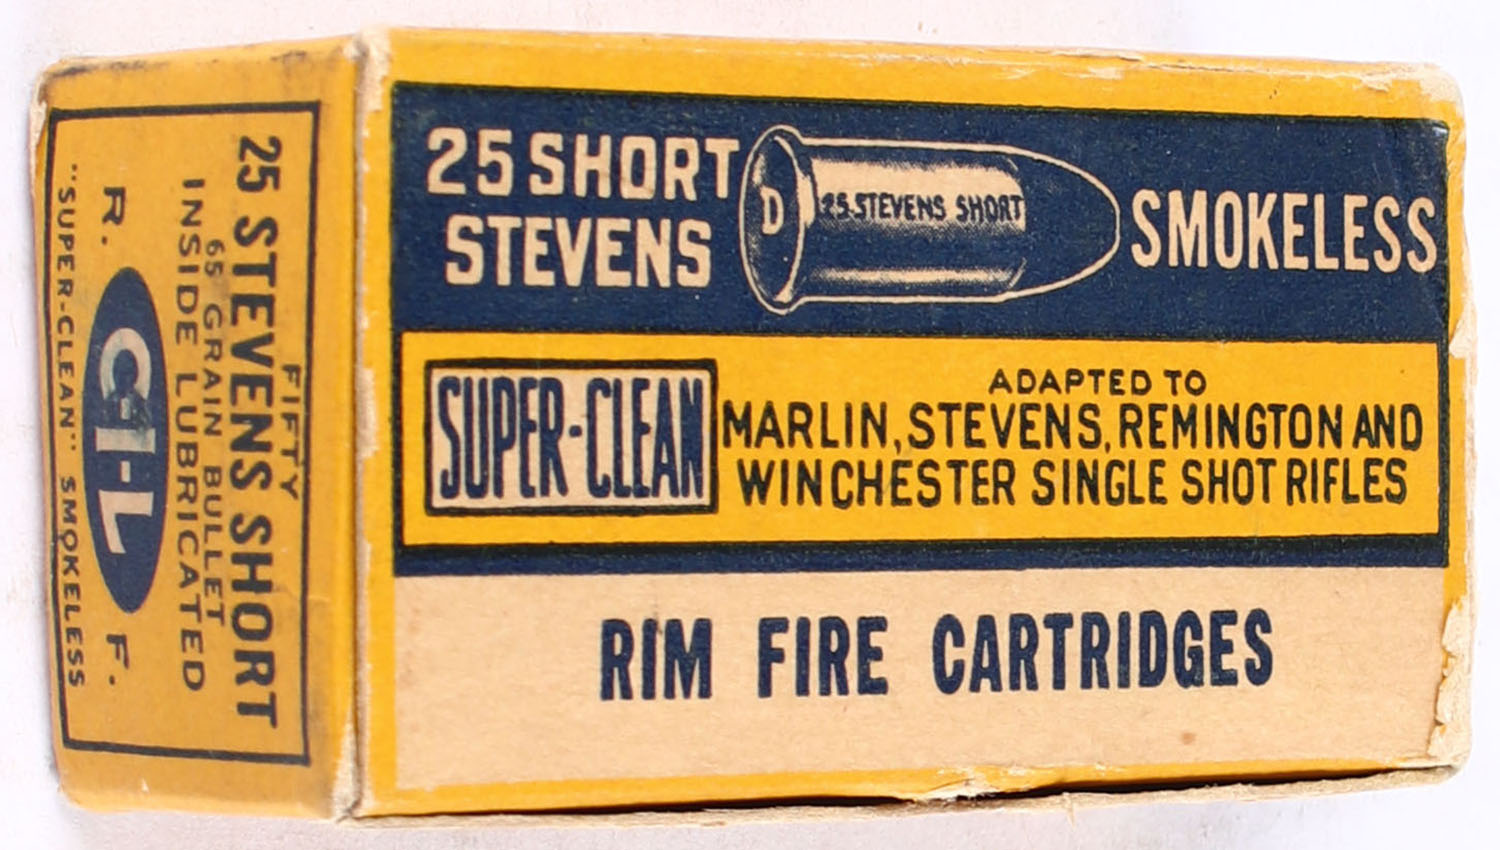 25 SHORT
STEVENS
D
25 STEVENS SHORT
SMOKELESS
SUPER-CLEAN
ADAPTED TO
MARLIN, STEVENS, REMINGTON AND
WINCHESTER SINGLE SHOT RIFLES
RIM FIRE CARTRIDGES
FIFTY
25 STEVENS SHORT
65 GRAIN BULLET
INSIDE LUBRICATED
R. C-I-L F.
"SUPER-CLEAN" SMOKELESS